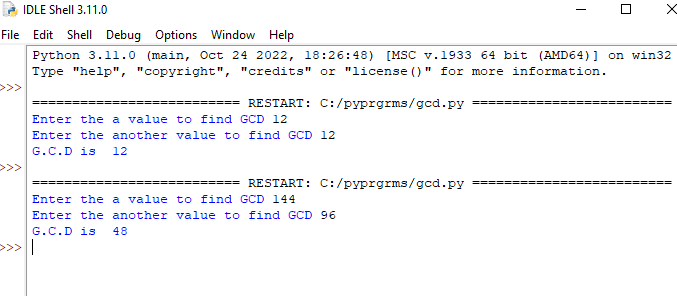 IDLE Shell 3.11.0
File Edit Shell Debug Options Window Help
Python 3.11.0 (main, Oct 24 2022, 18:26:48) [MSC v.1933 64 bit (AMD64)] on win32
Type "help", "copyright", "credits" or "license()" for more information.
>>>
========================== RESTART: C:/pyprgrms/gcd.py =========================
Enter the a value to find GCD 12
Enter the another value to find GCD 12
G.C.D is  12
>>>
========================== RESTART: C:/pyprgrms/gcd.py =========================
Enter the a value to find GCD 144
Enter the another value to find GCD 96
G.C.D is  48
>>>